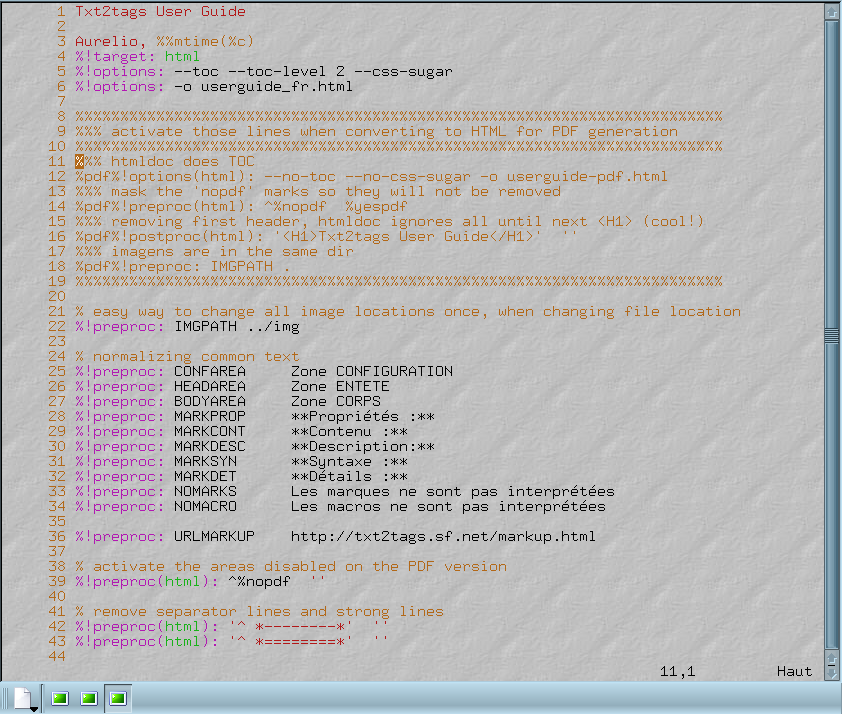 1 Txt2tags User Guide
2
3 Aurelio, %%mtime(%c)
4 %!target: html
5 %!options: --toc --toc-level 2 --css-sugar
6 %!options: -o userguide_fr.html
7
8 %%%%%%%%%%%%%%%%%%%%%%%%%%%%%%%%%%%%%%%%%%%%%%%%%%%%%%%%%%%%%%%%%%%%%%%%%%
9 %%% activate those lines when converting to HTML for PDF generation
10 %%%%%%%%%%%%%%%%%%%%%%%%%%%%%%%%%%%%%%%%%%%%%%%%%%%%%%%%%%%%%%%%%%%%%%%%%%
11 %%% htmldoc does TOC
12 %pdf%!options(html): --no-toc --no-css-sugar -o userguide-pdf.html
13 %%% mask the 'nopdf' marks so they will not be removed
14 %pdf%!preproc(html): ^%nopdf  %yespdf
15 %%% removing first header, htmldoc ignores all until next <H1> (cool!)
16 %pdf%!postproc(html): '<H1>Txt2tags User Guide</H1>'  ''
17 %%% imagens are in the same dir
18 %pdf%!preproc: IMGPATH .
19 %%%%%%%%%%%%%%%%%%%%%%%%%%%%%%%%%%%%%%%%%%%%%%%%%%%%%%%%%%%%%%%%%%%%%%%%%%
20
21 % easy way to change all image locations once, when changing file location
22 %!preproc: IMGPATH ../img
23
24 % normalizing common text
25 %!preproc: CONFAREA     Zone CONFIGURATION
26 %!preproc: HEADAREA     Zone ENTETE
27 %!preproc: BODYAREA     Zone CORPS
28 %!preproc: MARKPROP     **Propriétés :**
29 %!preproc: MARKCONT     **Contenu :**
30 %!preproc: MARKDESC     **Description:**
31 %!preproc: MARKSYN      **Syntaxe :**
32 %!preproc: MARKDET      **Détails :**
33 %!preproc: NOMARKS      Les marques ne sont pas interprétées
34 %!preproc: NOMACRO      Les macros ne sont pas interprétées
35
36 %!preproc: URLMARKUP    http://txt2tags.sf.net/markup.html
37
38 % activate the areas disabled on the PDF version
39 %!preproc(html): ^%nopdf  ''
40
41 % remove separator lines and strong lines
42 %!preproc(html): '^ *--------*'  ''
43 %!preproc(html): '^ *========*'  ''
44
11,1 Haut